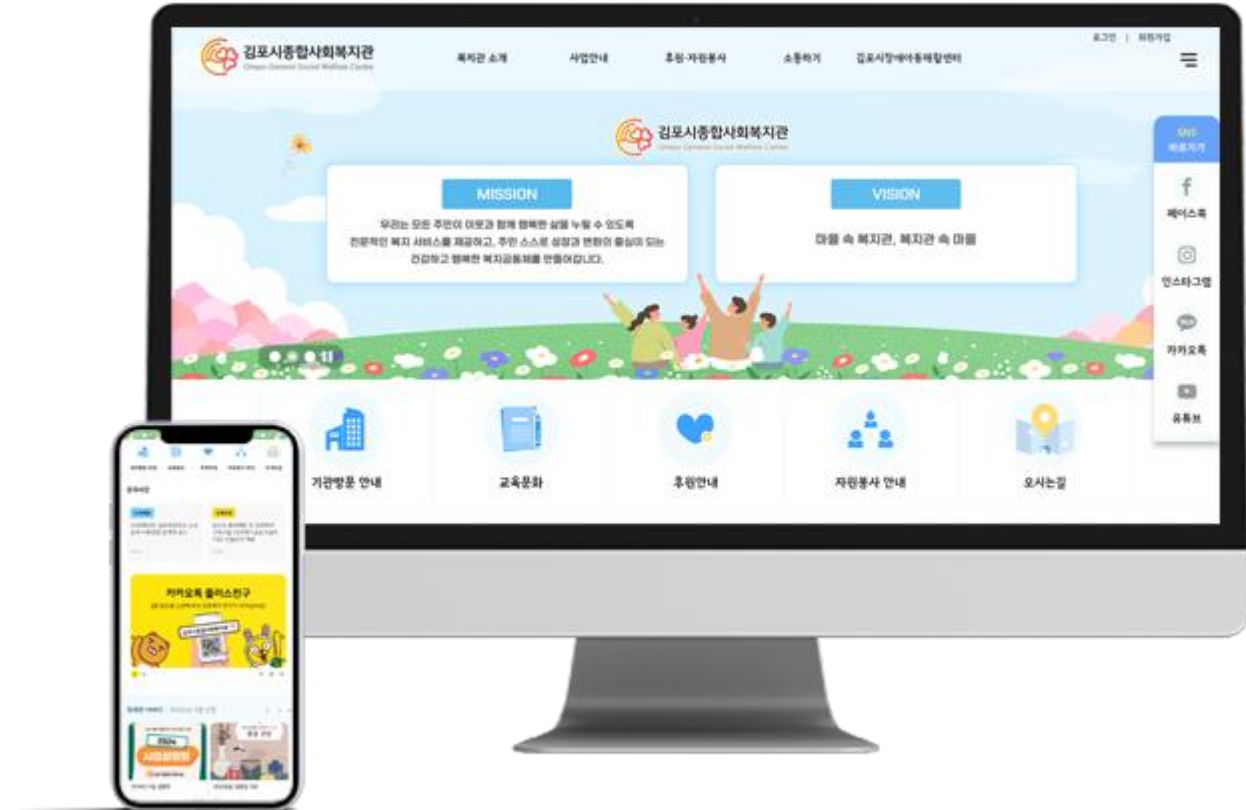 김포시종합사회복지관
Gimpo General Social Welfare Center
복지관 소개
사업안내
후원·자원봉사
소통하기
김포시장애아동재활센터
로그인 | 회원가입
김포시종합사회복지관
Gimpo General Social Welfare Center
MISSION
우리는 모든 주민이 이웃과 함께 행복한 삶을 누릴 수 있도록
전문적인 복지 서비스를 제공하고, 주민 스스로 성장과 변화의 중심이 되는
건강하고 행복한 복지공동체를 만들어갑니다.
VISION
마을 속 복지관, 복지관 속 마을
SNS
바로가기
페이스북
인스타그램
카카오톡
유튜브
기관방문 안내
교육문화
후원안내
자원봉사 안내
오시는길
카카오톡 플러스친구
2024
사업설명회